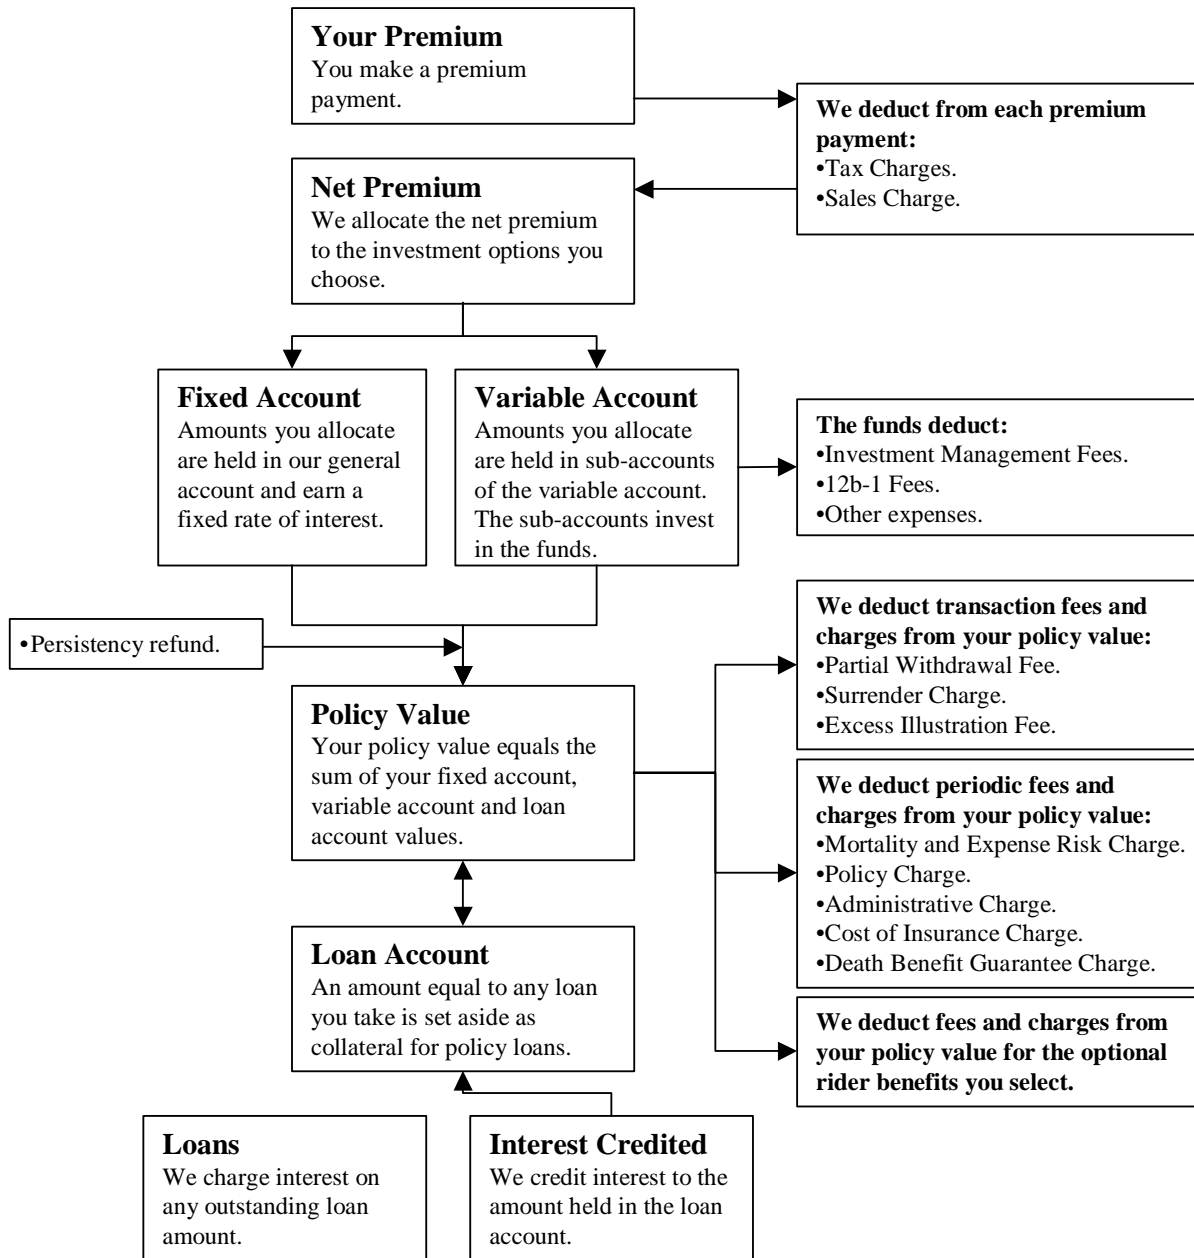 Your Premium
You make a premium
payment.
We deduct from each premium
payment:
•Tax Charges.
•Sales Charge.
Net Premium
We allocate the net premium
to the investment options you
choose.
Fixed Account
Amounts you allocate
are held in our general
account and earn a
fixed rate of interest.
Variable Account
Amounts you allocate
are held in sub-accounts
of the variable account.
The sub-accounts invest
in the funds.
The funds deduct:
•Investment Management Fees.
•12b-1 Fees.
•Other expenses.
•Persistency refund.
We deduct transaction fees and
charges from your policy value:
•Partial Withdrawal Fee.
•Surrender Charge.
•Excess Illustration Fee.
Policy Value
Your policy value equals the
sum of your fixed account,
variable account and loan
account values.
We deduct periodic fees and
charges from your policy value:
•Mortality and Expense Risk Charge.
•Policy Charge.
•Administrative Charge.
•Cost of Insurance Charge.
•Death Benefit Guarantee Charge.
Loan Account
An amount equal to any loan
you take is set aside as
collateral for policy loans.
We deduct fees and charges from
your policy value for the optional
rider benefits you select.
Loans
We charge interest on
any outstanding loan
amount.
Interest Credited
We credit interest to the
amount held in the loan
account.